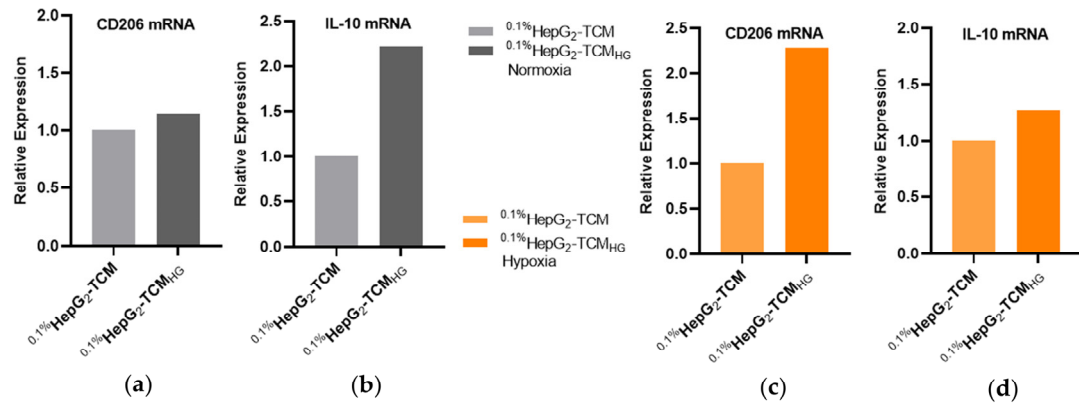 CD206 mRNA
Relative Expression
2.0
1.5
1.0
0.5
0.0
0.1%HepG2-TCM
0.1%HepG2-TCMHG
(a)
IL-10 mRNA
Relative Expression
2.5
2.0
1.5
1.0
0.5
0.0
0.1%HepG2-TCM
0.1%HepG2-TCMHG
(b)
0.1%HepG2-TCM
0.1%HepG2-TCMHG
Normoxia
0.1%HepG2-TCM
0.1%HepG2-TCMHG
Hypoxia
CD206 mRNA
Relative Expression
2.5
2.0
1.5
1.0
0.5
0.0
0.1%HepG2-TCM
0.1%HepG2-TCMHG
(c)
IL-10 mRNA
Relative Expression
2.0
1.5
1.0
0.5
0.0
0.1%HepG2-TCM
0.1%HepG2-TCMHG
(d)